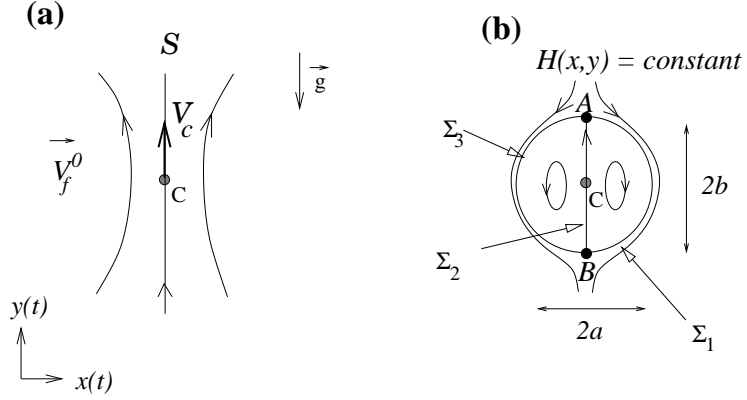 (a)
S
g
V_c
V_f^0
C
y(t)
x(t)
(b)
H(x,y) = constant
A
Σ_3
C
2b
Σ_2
B
2a
Σ_1